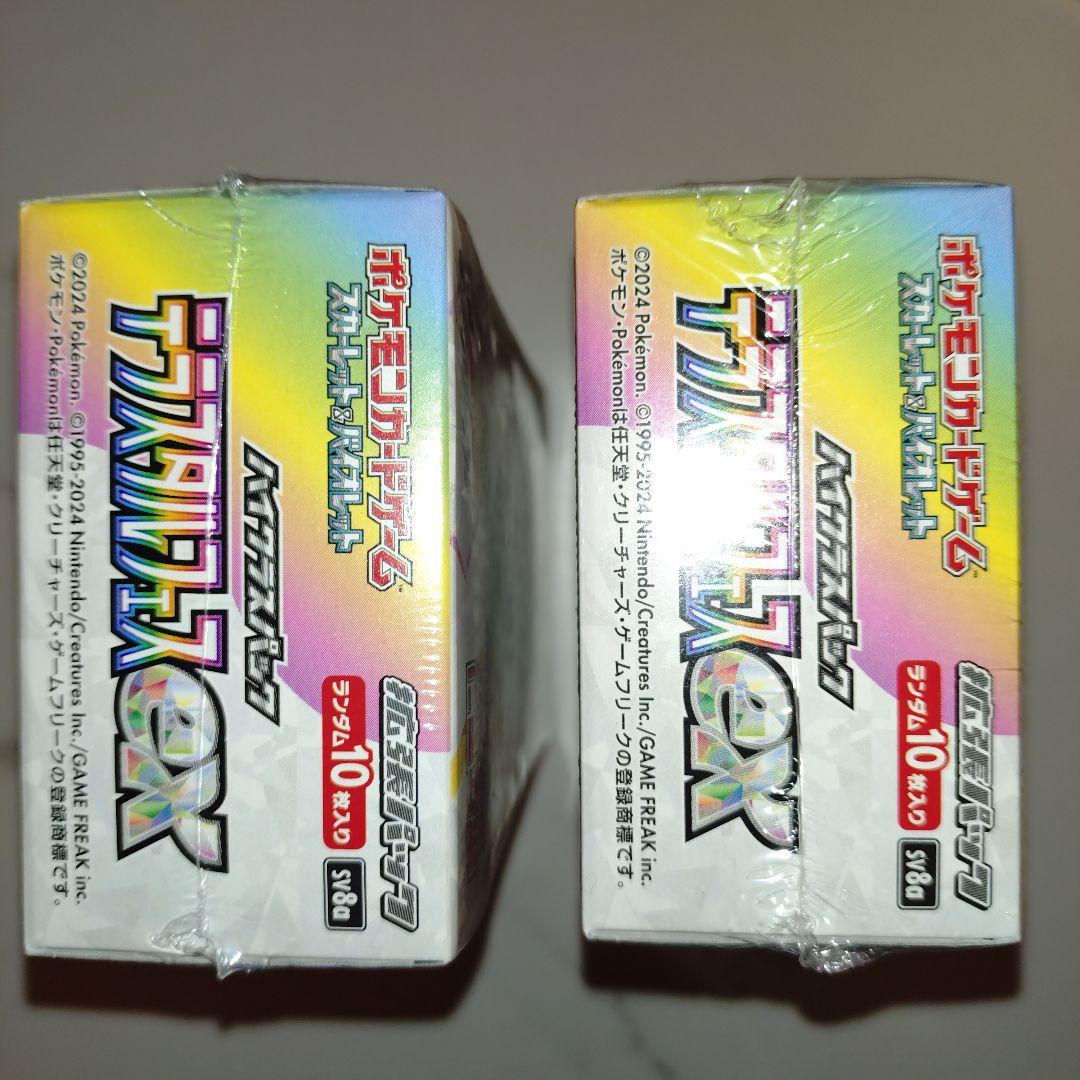 ポケモンカードゲーム™
スカーレット&バイオレット
拡張パック
ハイクラスパック
ランダム10枚入り
SV8a
テラスタルフェスex
©2024 Pokémon. ©1995-2024 Nintendo/Creatures Inc./GAME FREAK inc.
ポケモン・Pokémonは任天堂・クリーチャーズ・ゲームフリークの登録商標です。
ポケモンカードゲーム™
スカーレット&バイオレット
拡張パック
ハイクラスパック
ランダム10枚入り
SV8a
テラスタルフェスex
©2024 Pokémon. ©1995-2024 Nintendo/Creatures Inc./GAME FREAK inc.
ポケモン・Pokémonは任天堂・クリーチャーズ・ゲームフリークの登録商標です。